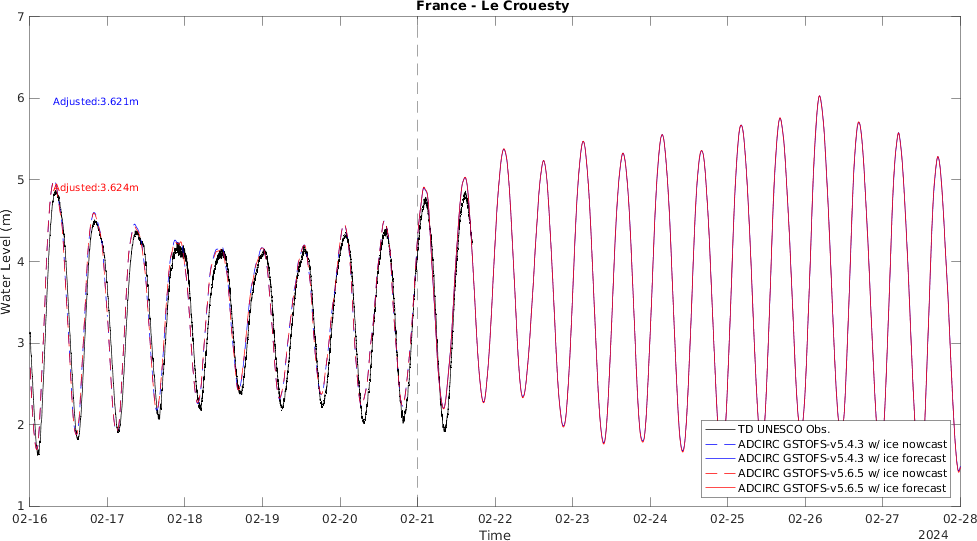 France - Le Crouesty
7
6
5
4
3
2
1
Water Level (m)
Adjusted:3.621m
Adjusted:3.624m
TD UNESCO Obs.
ADCIRC GSTOFS-v5.4.3 w/ ice nowcast
ADCIRC GSTOFS-v5.4.3 w/ ice forecast
ADCIRC GSTOFS-v5.6.5 w/ ice nowcast
ADCIRC GSTOFS-v5.6.5 w/ ice forecast
02-16 02-17 02-18 02-19 02-20 02-21 02-22 02-23 02-24 02-25 02-26 02-27 02-28
Time
2024